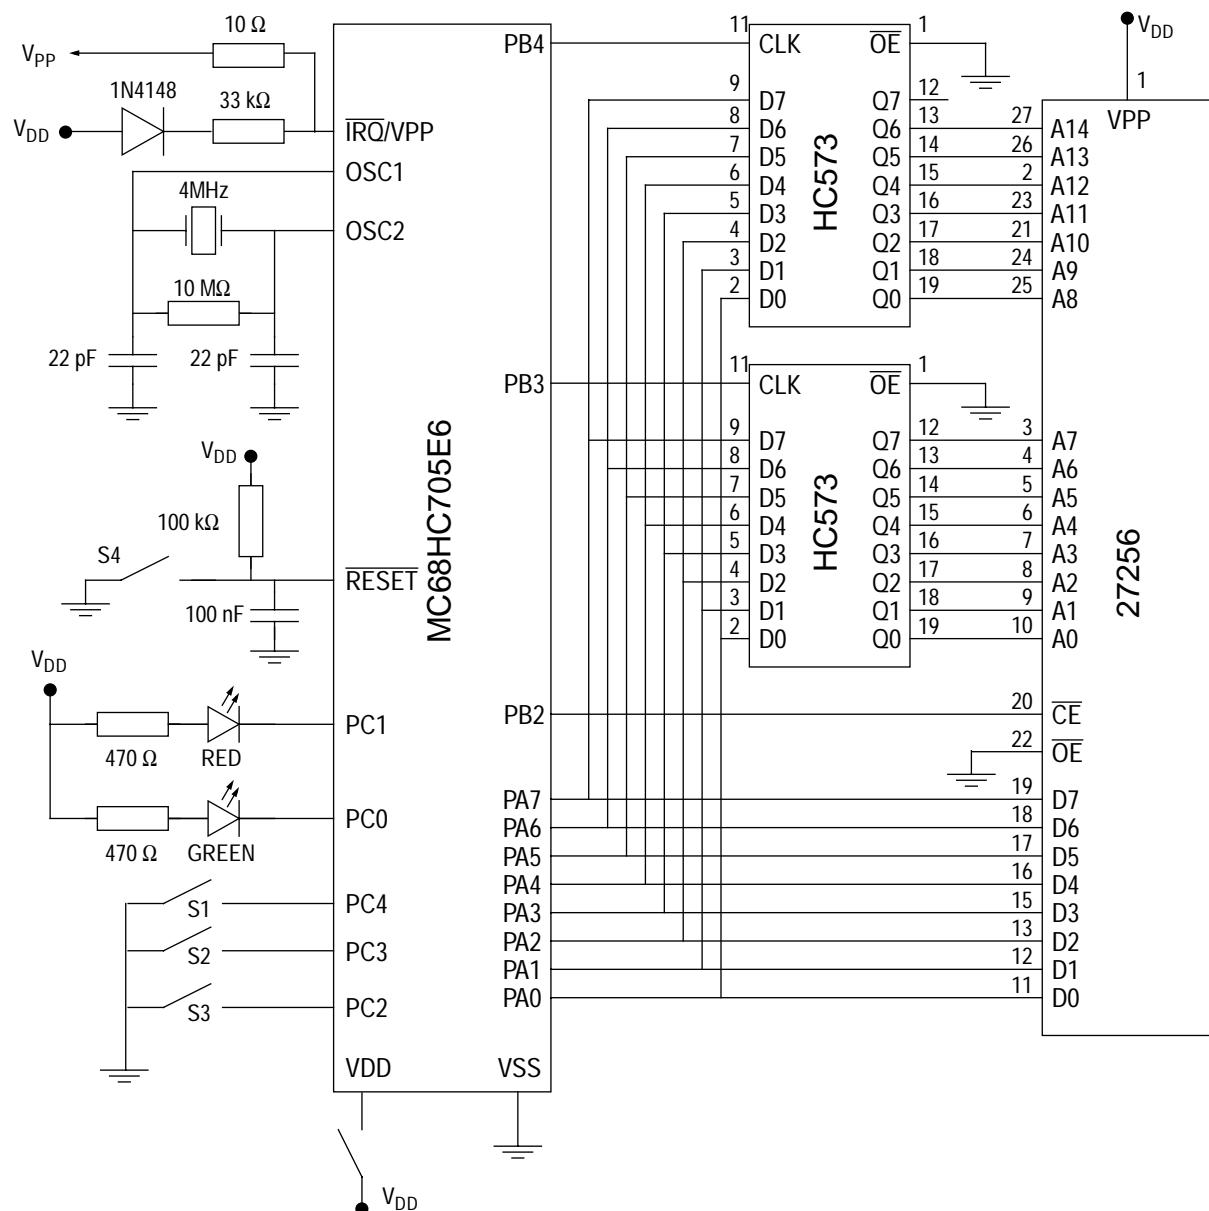 10 Ω
V_PP
1N4148
33 kΩ
V_DD
IRQ/VPP
OSC1
4MHz
OSC2
10 MΩ
22 pF
22 pF
V_DD
100 kΩ
S4
RESET
100 nF
V_DD
PC1
470 Ω
RED
PC0
470 Ω
GREEN
S1
PC4
S2
PC3
S3
PC2
VDD
VSS
V_DD
MC68HC705E6
PB4
PB3
PB2
PA7
PA6
PA5
PA4
PA3
PA2
PA1
PA0
11 CLK OE 1
9 D7 Q7 12
8 D6 Q6 13
7 D5 Q5 14
6 D4 Q4 15
5 D3 Q3 16
4 D2 Q2 17
3 D1 Q1 18
2 D0 Q0 19
HC573
11 CLK OE 1
9 D7 Q7 12
8 D6 Q6 13
7 D5 Q5 14
6 D4 Q4 15
5 D3 Q3 16
4 D2 Q2 17
3 D1 Q1 18
2 D0 Q0 19
HC573
V_DD
1
VPP
27 A14
26 A13
2 A12
23 A11
21 A10
24 A9
25 A8
3 A7
4 A6
5 A5
6 A4
7 A3
8 A2
9 A1
10 A0
20 CE
22 OE
19 D7
18 D6
17 D5
16 D4
15 D3
13 D2
12 D1
11 D0
27256